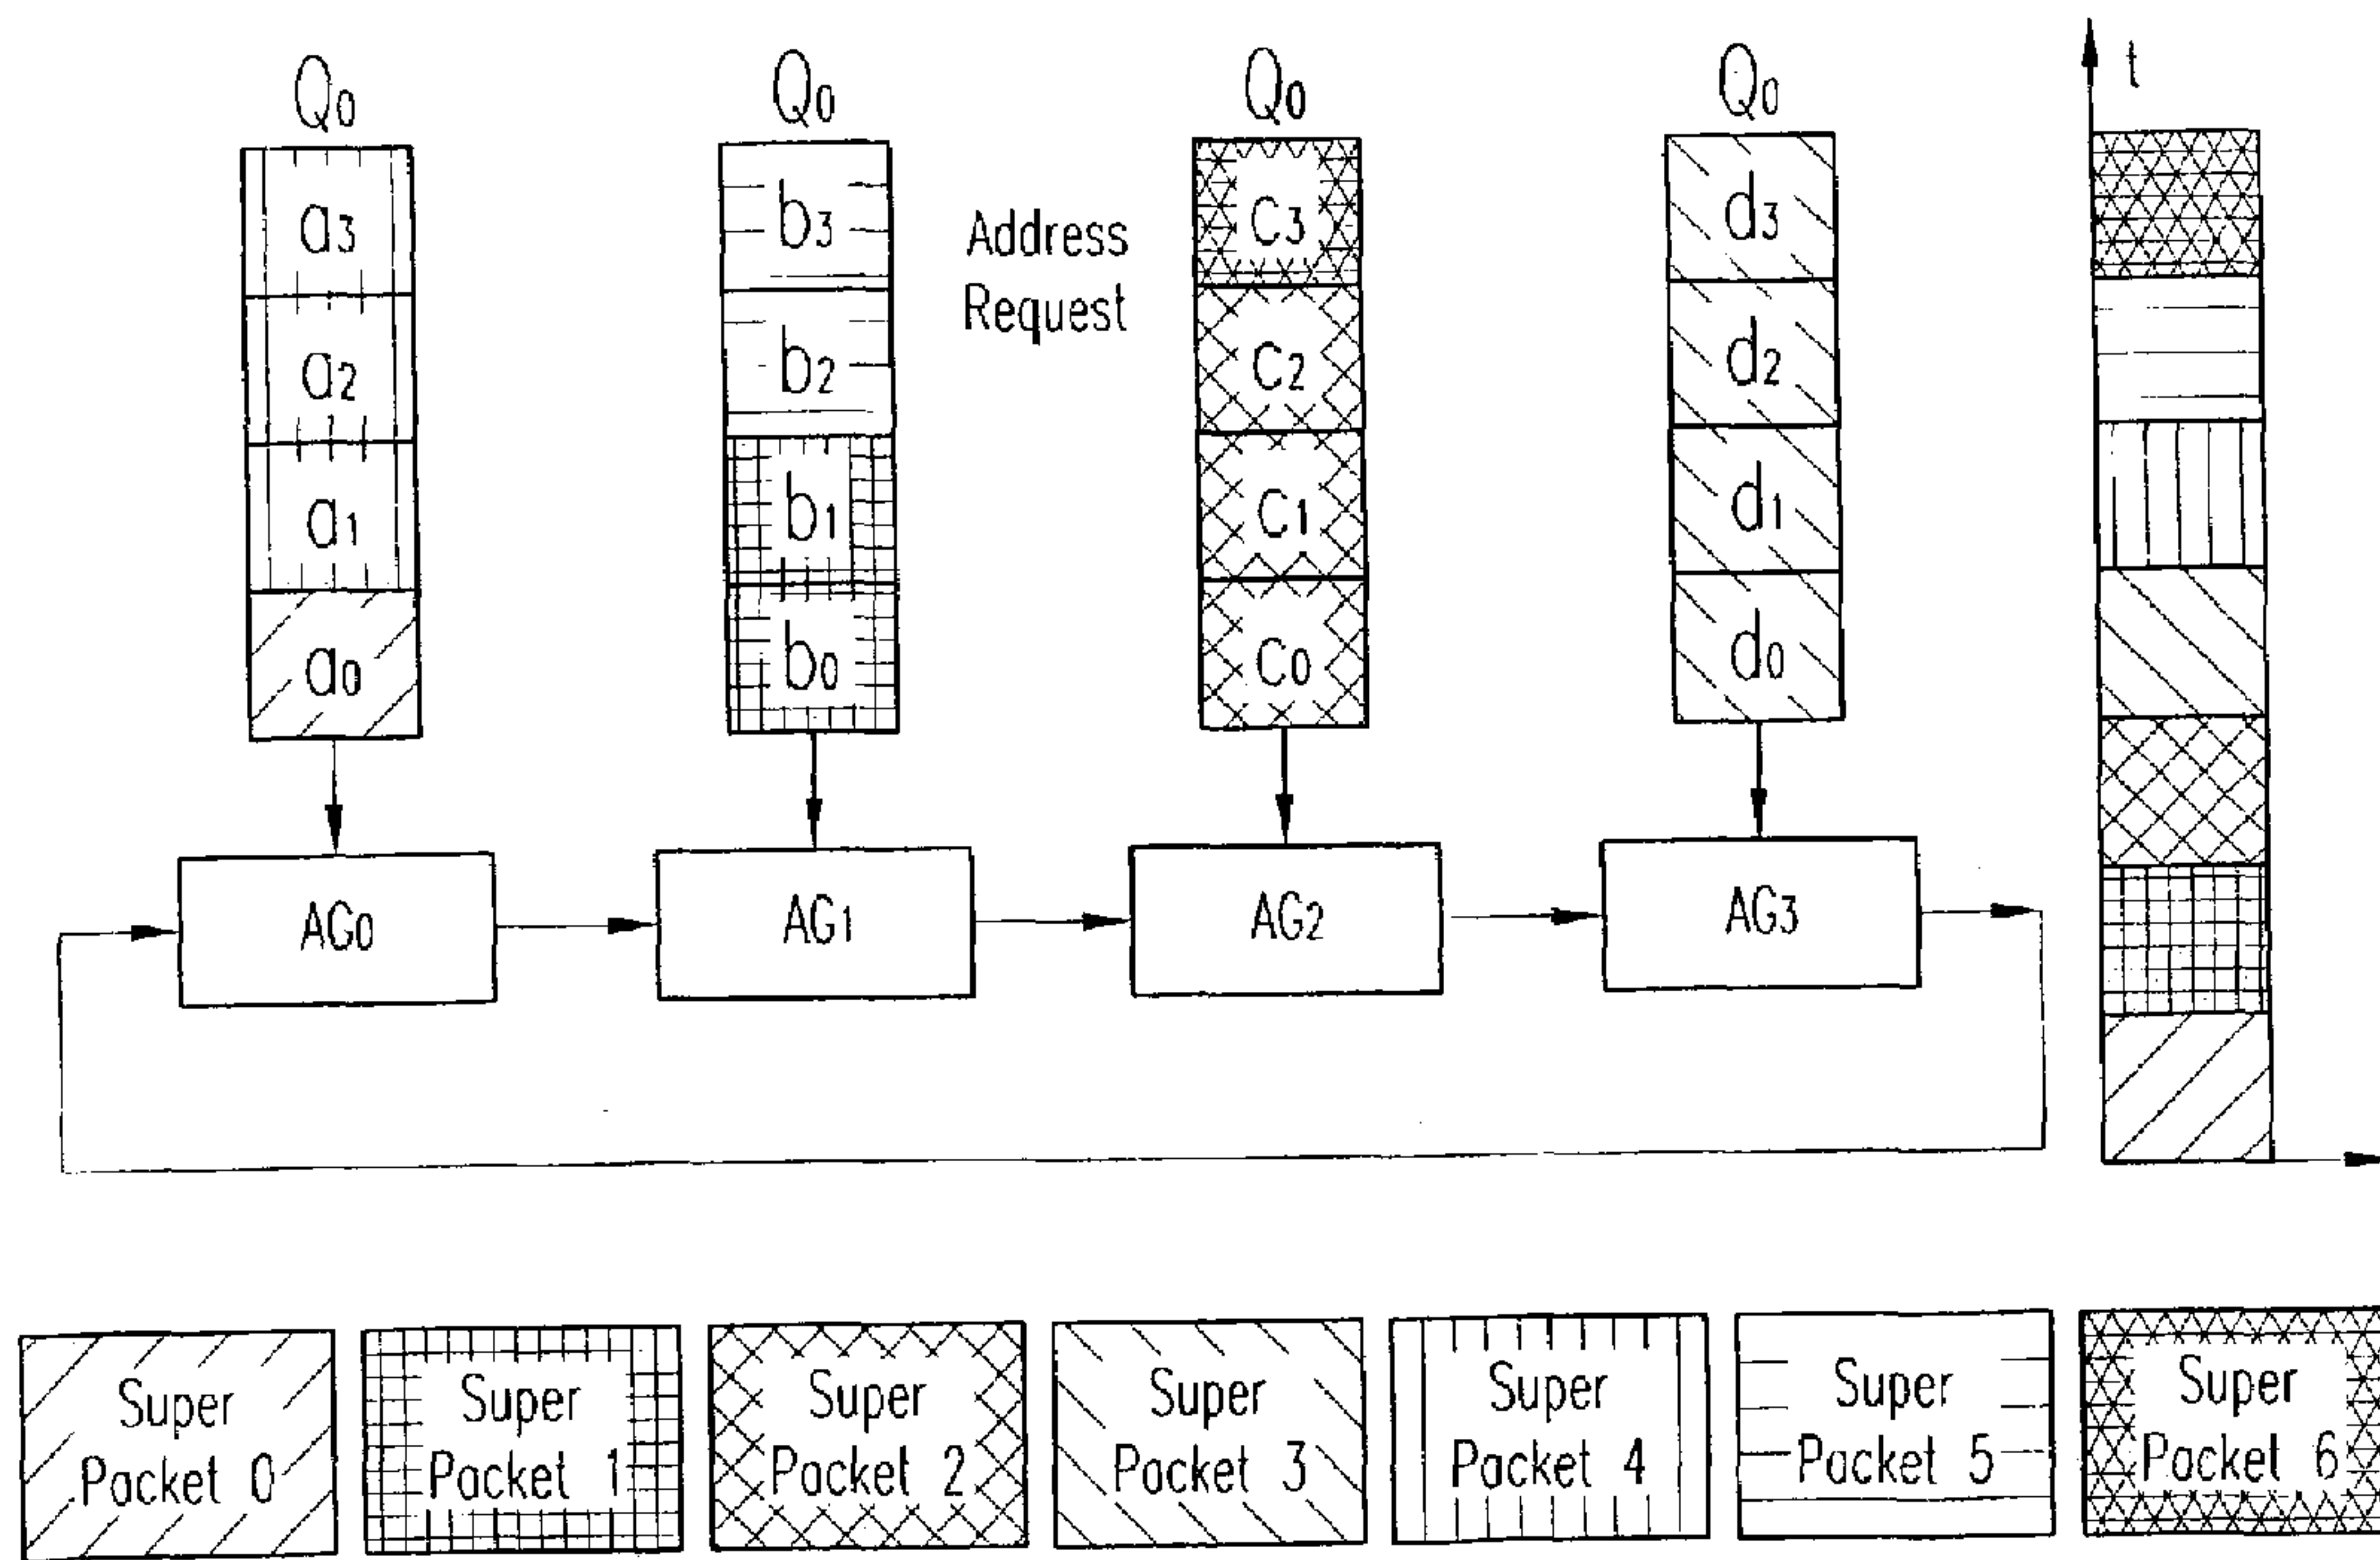 Q0 Q0 Q0 Q0 t
a3 b3 Address c3 d3
Request
a2 b2 c2 d2
a1 b1 c1 d1
a0 b0 c0 d0
AG0 AG1 AG2 AG3
Super Super Super Super Super Super Super
Packet 0 Packet 1 Packet 2 Packet 3 Packet 4 Packet 5 Packet 6